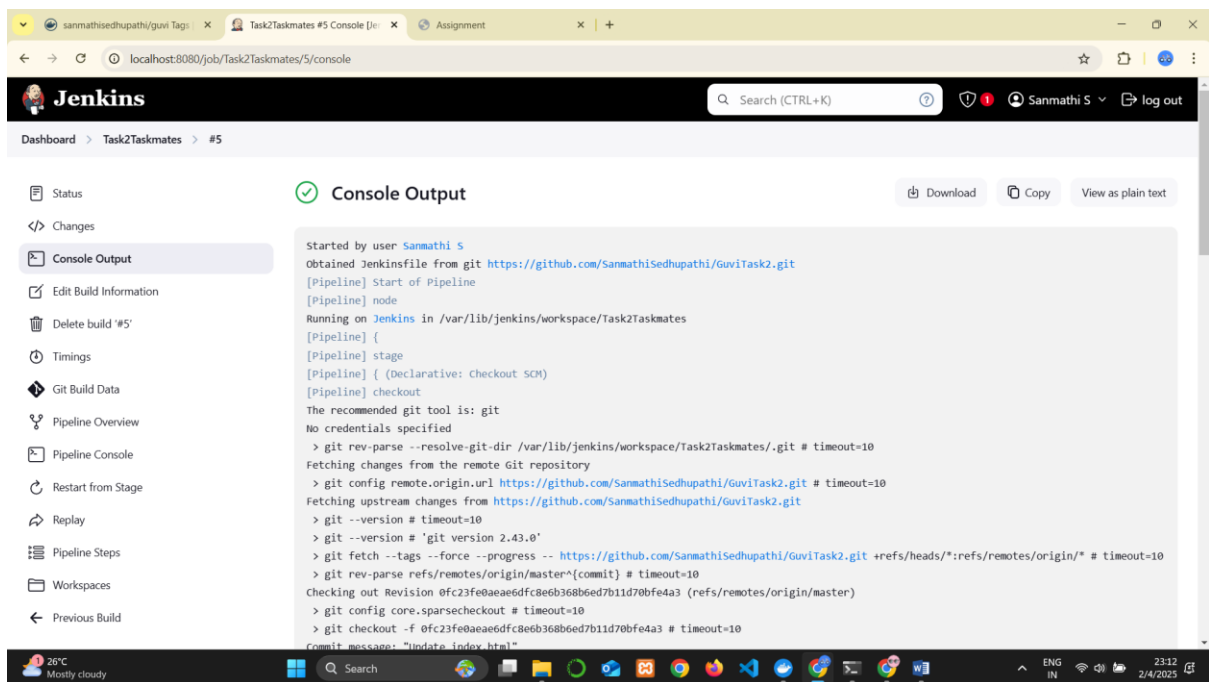 sanmathisedhupathi/guvi Tags
Task2Taskmates #5 Console [Jen
Assignment
localhost:8080/job/Task2Taskmates/5/console
Jenkins
Search (CTRL+K)
1
Sanmathi S
log out
Dashboard > Task2Taskmates > #5
Status
Changes
Console Output
Edit Build Information
Delete build '#5'
Timings
Git Build Data
Pipeline Overview
Pipeline Console
Restart from Stage
Replay
Pipeline Steps
Workspaces
Previous Build
Console Output
Download
Copy
View as plain text
Started by user Sanmathi S
Obtained Jenkinsfile from git https://github.com/SanmathiSedhupathi/GuviTask2.git
[Pipeline] Start of Pipeline
[Pipeline] node
Running on Jenkins in /var/lib/jenkins/workspace/Task2Taskmates
[Pipeline] {
[Pipeline] stage
[Pipeline] { (Declarative: Checkout SCM)
[Pipeline] checkout
The recommended git tool is: git
No credentials specified
> git rev-parse --resolve-git-dir /var/lib/jenkins/workspace/Task2Taskmates/.git # timeout=10
Fetching changes from the remote Git repository
> git config remote.origin.url https://github.com/SanmathiSedhupathi/GuviTask2.git # timeout=10
Fetching upstream changes from https://github.com/SanmathiSedhupathi/GuviTask2.git
> git --version # timeout=10
> git --version # 'git version 2.43.0'
> git fetch --tags --force --progress -- https://github.com/SanmathiSedhupathi/GuviTask2.git +refs/heads/*:refs/remotes/origin/* # timeout=10
> git rev-parse refs/remotes/origin/master^{commit} # timeout=10
Checking out Revision 0fc23fe0aeae6dfc8e6b368b6ed7b11d70bfe4a3 (refs/remotes/origin/master)
> git config core.sparsecheckout # timeout=10
> git checkout -f 0fc23fe0aeae6dfc8e6b368b6ed7b11d70bfe4a3 # timeout=10
Commit message: "Update index.html"
1
26°C
Mostly cloudy
Search
ENG
IN
23:12
2/4/2025